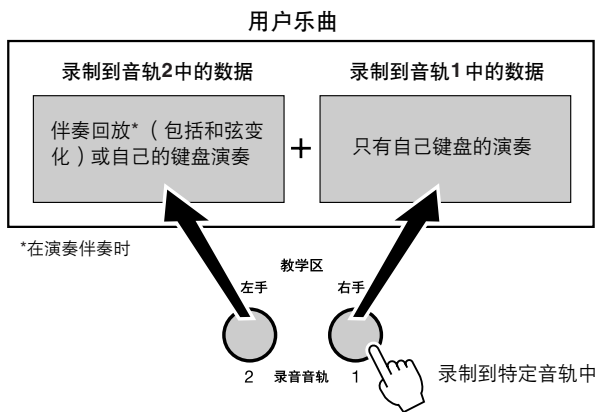 用户乐曲
录制到音轨2中的数据
录制到音轨1中的数据
伴奏回放*（包括和弦变
化）或自己的键盘演奏
+
只有自己键盘的演奏
*在演奏伴奏时
教学区
左手
右手
2 录音音轨 1
录制到特定音轨中